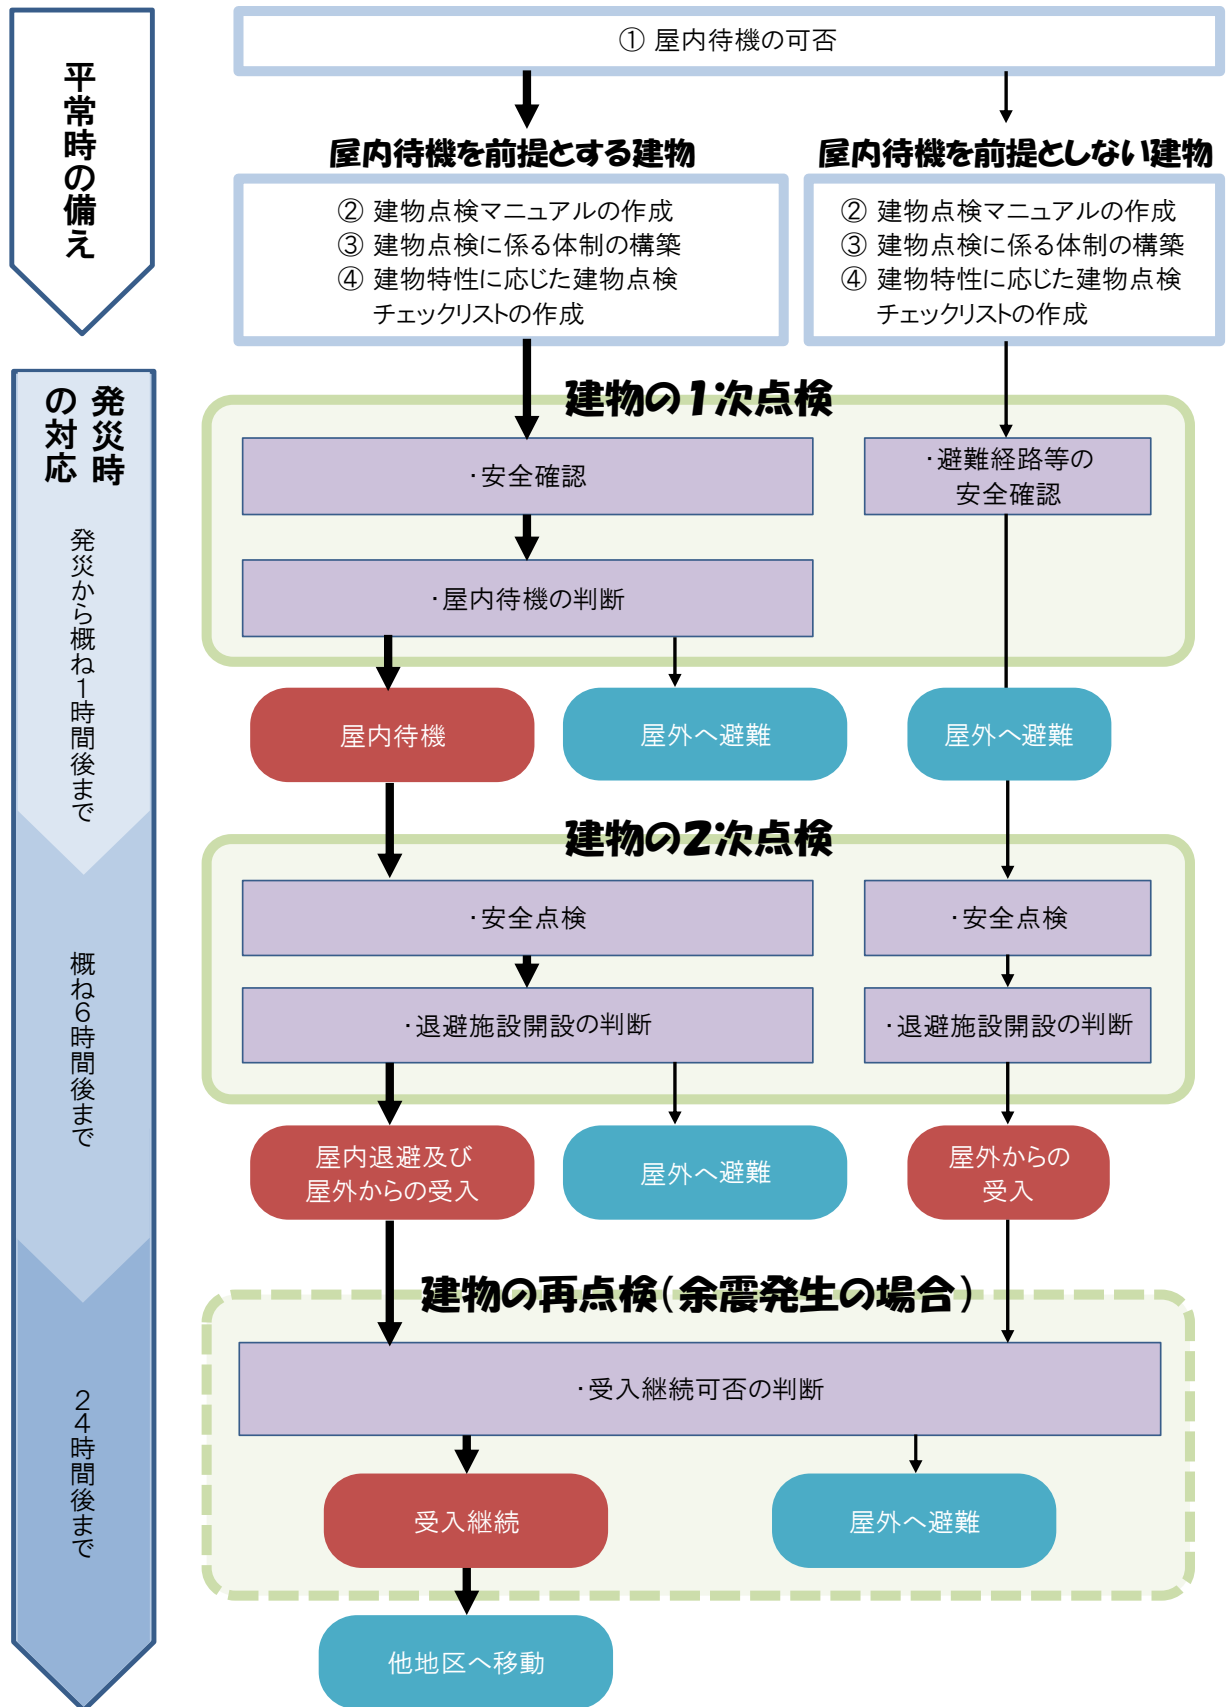 平常時の備え
① 屋内待機の可否
屋内待機を前提とする建物
② 建物点検マニュアルの作成
③ 建物点検に係る体制の構築
④ 建物特性に応じた建物点検
チェックリストの作成
屋内待機を前提としない建物
② 建物点検マニュアルの作成
③ 建物点検に係る体制の構築
④ 建物特性に応じた建物点検
チェックリストの作成
発災時
の対応
発災から概ね1時間後まで
建物の1次点検
・安全確認
・避難経路等の
安全確認
・屋内待機の判断
屋内待機
屋外へ避難
屋外へ避難
概ね6時間後まで
建物の2次点検
・安全点検
・安全点検
・退避施設開設の判断
・退避施設開設の判断
屋内退避及び
屋外からの受入
屋外へ避難
屋外からの
受入
24時間後まで
建物の再点検(余震発生の場合)
・受入継続可否の判断
受入継続
屋外へ避難
他地区へ移動